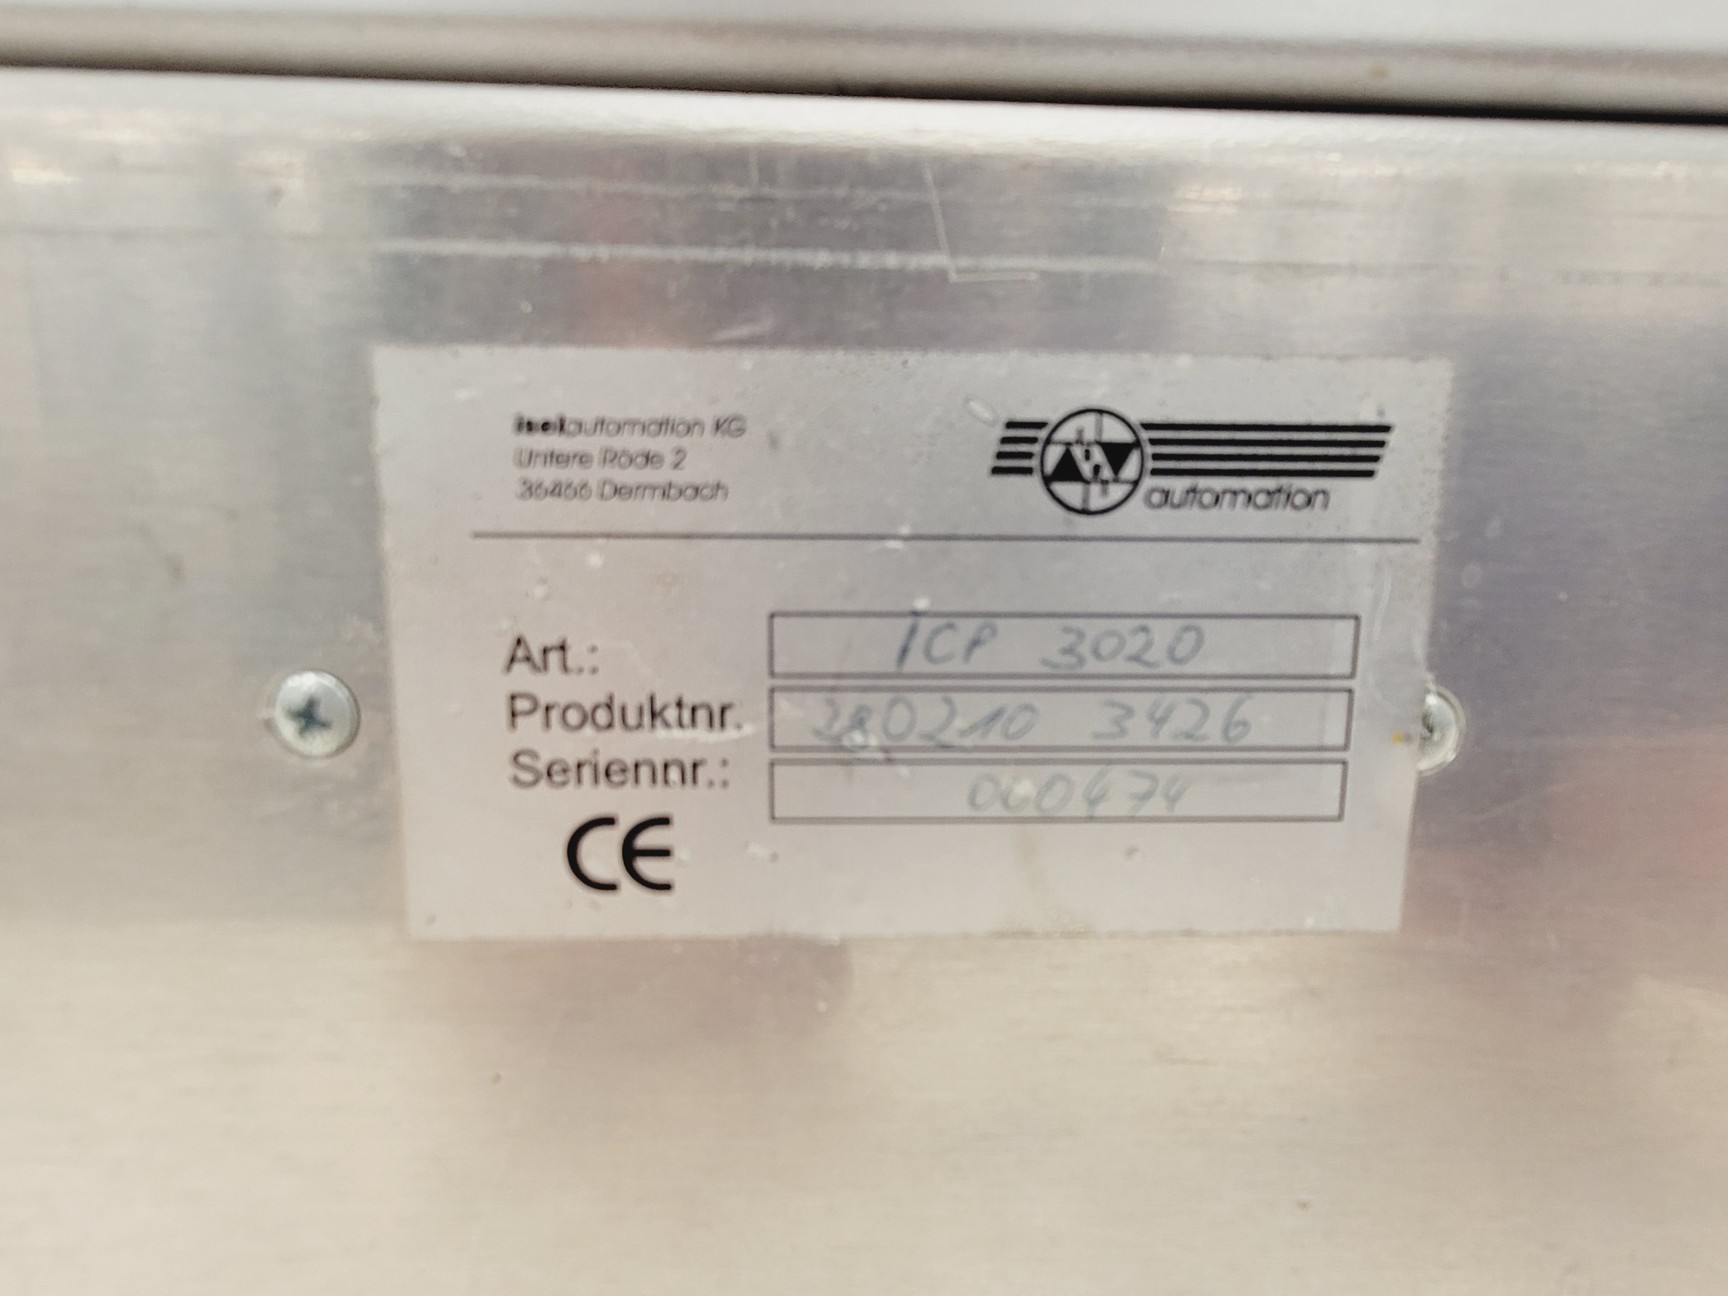 iselautomation KG
Untere Röde 2
36466 Dermbach
automation
Art.: ICP 3020
Produktnr. 280210 3426
Seriennr.: 000474
CE